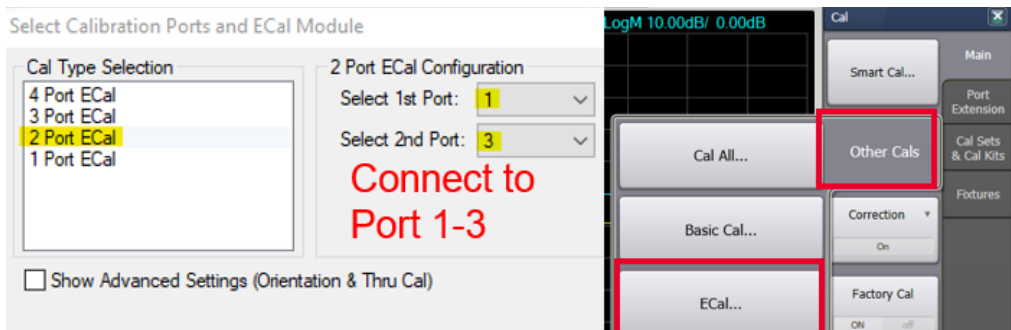 Select Calibration Ports and ECal Module
Cal Type Selection
4 Port ECal
3 Port ECal
2 Port ECal
1 Port ECal
2 Port ECal Configuration
Select 1st Port: 1
Select 2nd Port: 3
Connect to
Port 1-3
Show Advanced Settings (Orientation & Thru Cal)
LogM 10.00dB/ 0.00dB
Cal
Smart Cal...
Other Cals
Cal All...
Basic Cal...
ECal...
Correction
On
Factory Cal
ON off
Main
Port
Extension
Cal Sets
& Cal Kits
Fixtures